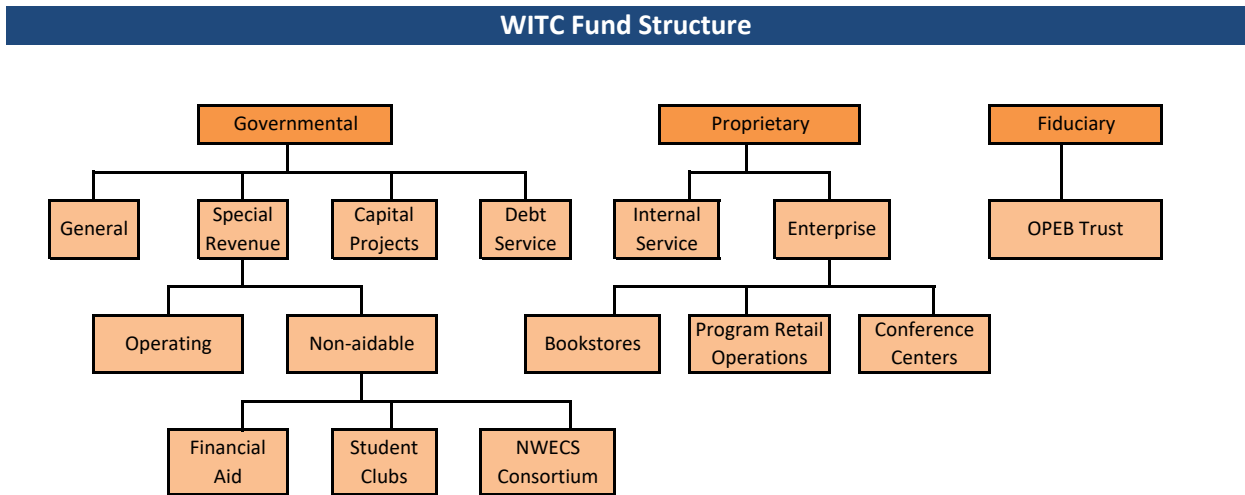 WITC Fund Structure
Governmental
Proprietary
Fiduciary
General
Special
Revenue
Capital
Projects
Debt
Service
Internal
Service
Enterprise
OPEB Trust
Operating
Non-aidable
Bookstores
Program Retail
Operations
Conference
Centers
Financial
Aid
Student
Clubs
NWECS
Consortium